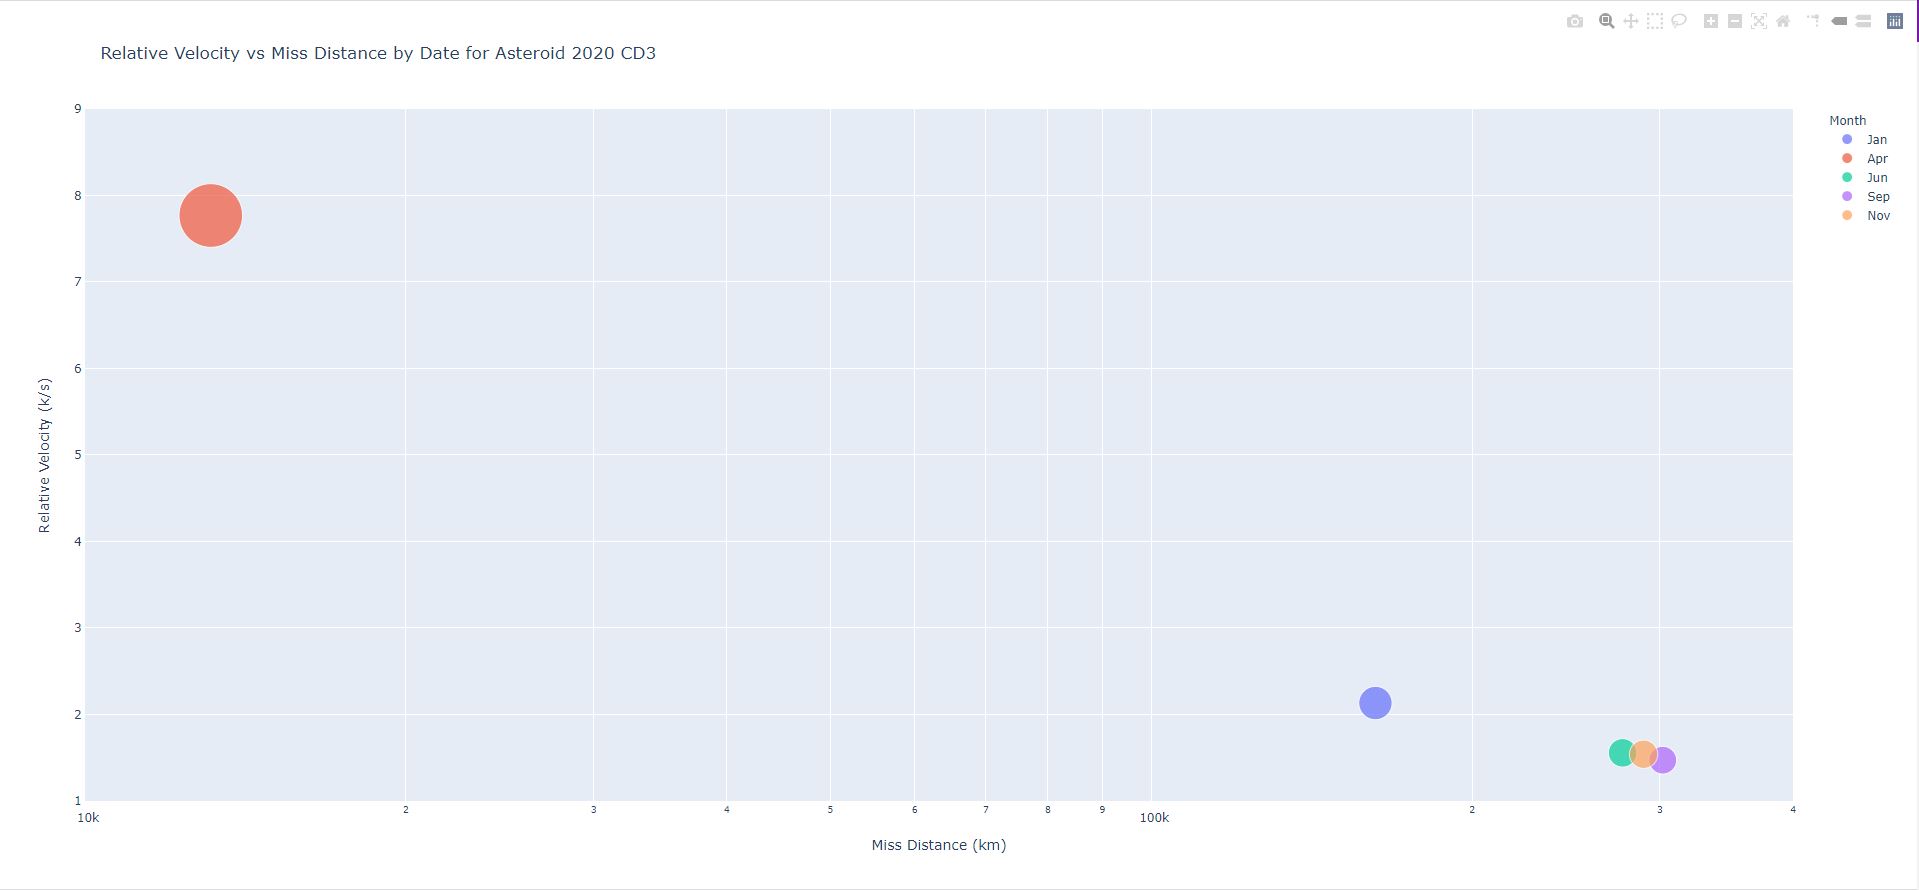 Relative Velocity vs Miss Distance by Date for Asteroid 2020 CD3
Month
Jan
Apr
Jun
Sep
Nov
Relative Velocity (k/s)
9
8
7
6
5
4
3
2
1
10k 2 3 4 5 6 7 8 9 100k 2 3 4
Miss Distance (km)